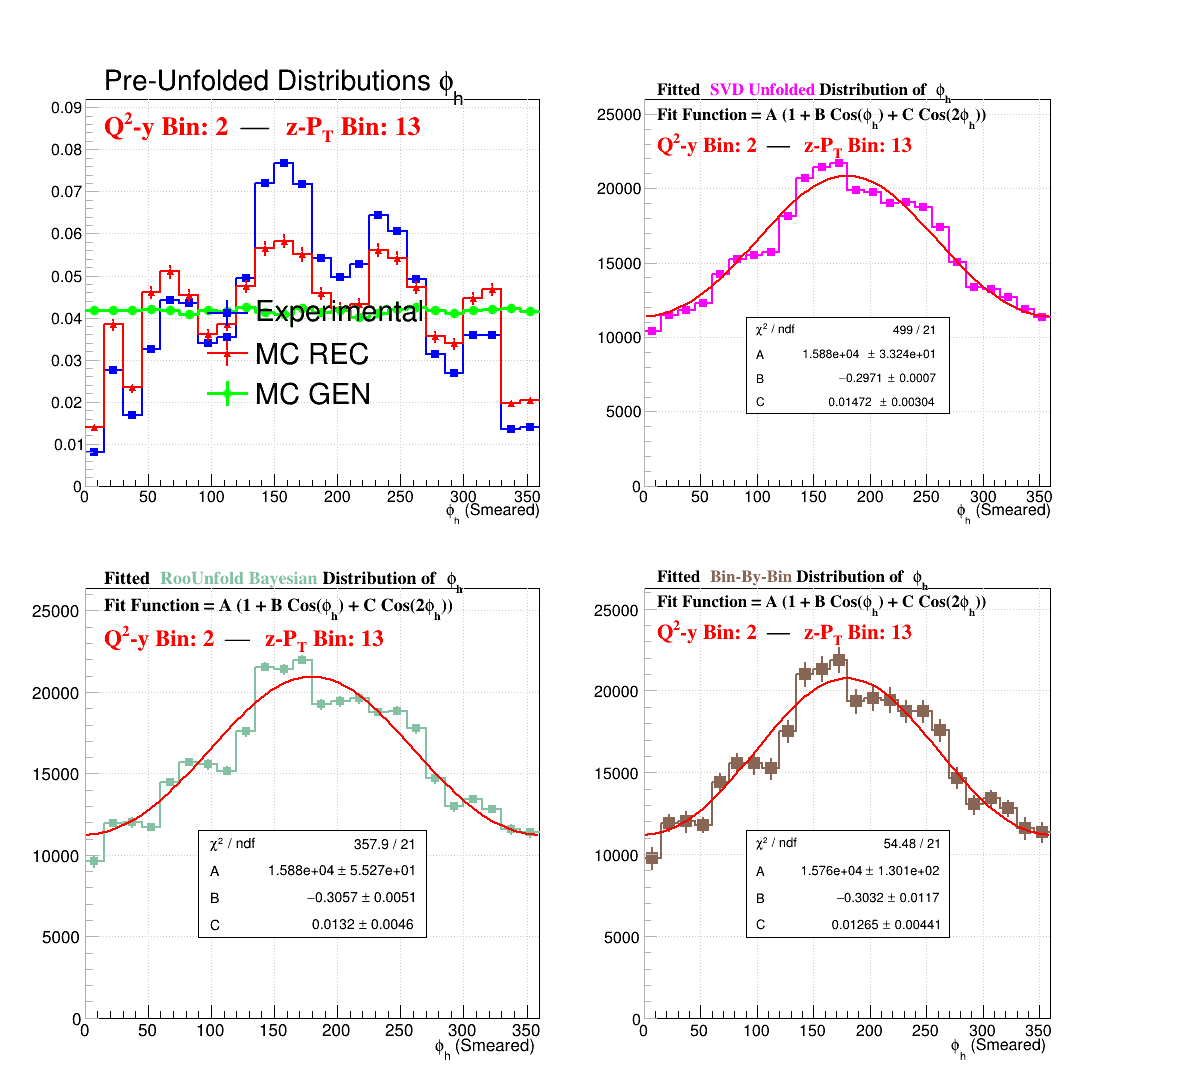 Pre-Unfolded Distributions ϕh
Q²-y Bin: 2 — z-PT Bin: 13
0.09
0.08
0.07
0.06
0.05
0.04
0.03
0.02
0.01
0
Experimental
MC REC
MC GEN
0 50 100 150 200 250 300 350
ϕh (Smeared)
Fitted SVD Unfolded Distribution of ϕh
Fit Function = A (1 + B Cos(ϕh) + C Cos(2ϕh))
Q²-y Bin: 2 — z-PT Bin: 13
25000
20000
15000
10000
5000
0
χ² / ndf 499 / 21
A 1.588e+04 ± 3.324e+01
B −0.2971 ± 0.0007
C 0.01472 ± 0.00304
0 50 100 150 200 250 300 350
ϕh (Smeared)
Fitted RooUnfold Bayesian Distribution of ϕh
Fit Function = A (1 + B Cos(ϕh) + C Cos(2ϕh))
Q²-y Bin: 2 — z-PT Bin: 13
25000
20000
15000
10000
5000
0
χ² / ndf 357.9 / 21
A 1.588e+04 ± 5.527e+01
B −0.3057 ± 0.0051
C 0.0132 ± 0.0046
0 50 100 150 200 250 300 350
ϕh (Smeared)
Fitted Bin-By-Bin Distribution of ϕh
Fit Function = A (1 + B Cos(ϕh) + C Cos(2ϕh))
Q²-y Bin: 2 — z-PT Bin: 13
25000
20000
15000
10000
5000
0
χ² / ndf 54.48 / 21
A 1.576e+04 ± 1.301e+02
B −0.3032 ± 0.0117
C 0.01265 ± 0.00441
0 50 100 150 200 250 300 350
ϕh (Smeared)